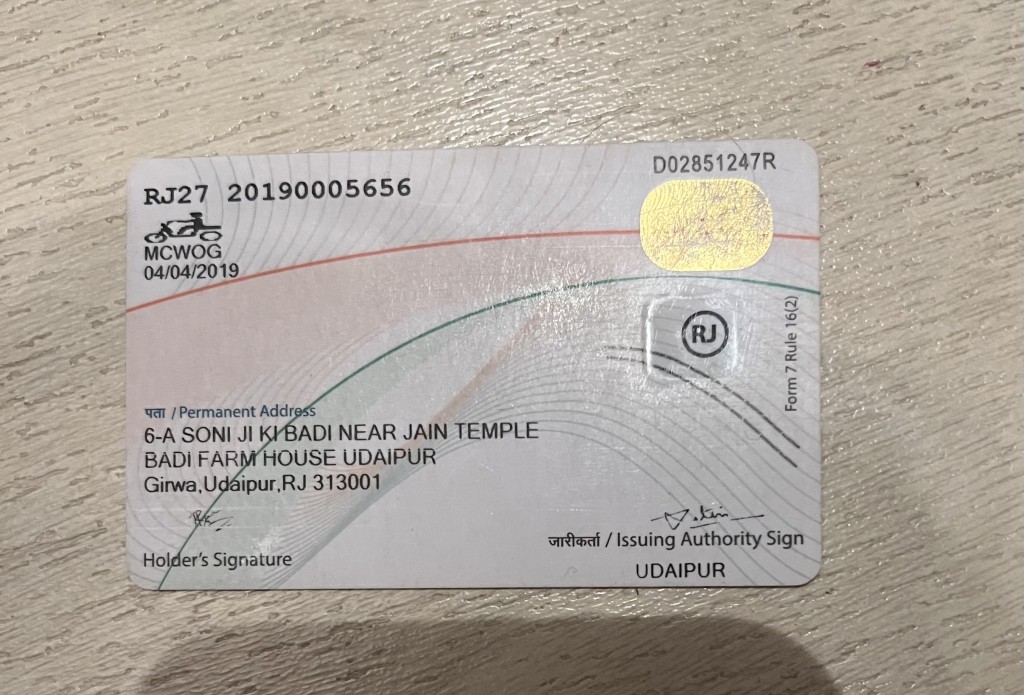 D02851247R
RJ27 20190005656
MCWOG
04/04/2019
RJ
Form 7 Rule 16(2)
पता / Permanent Address
6-A SONI JI KI BADI NEAR JAIN TEMPLE
BADI FARM HOUSE UDAIPUR
Girwa,Udaipur,RJ 313001
Holder's Signature
जारीकर्ता / Issuing Authority Sign
UDAIPUR